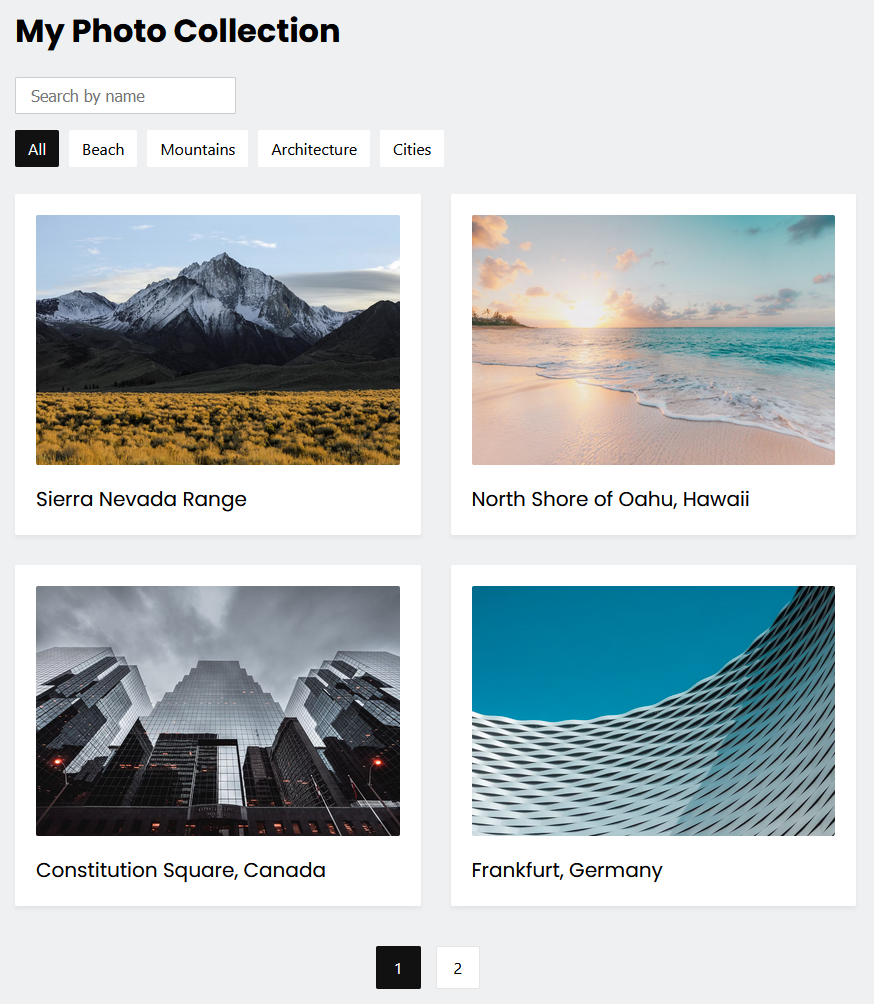 My Photo Collection
Search by name
All Beach Mountains Architecture Cities
Sierra Nevada Range
North Shore of Oahu, Hawaii
Constitution Square, Canada
Frankfurt, Germany
1 2